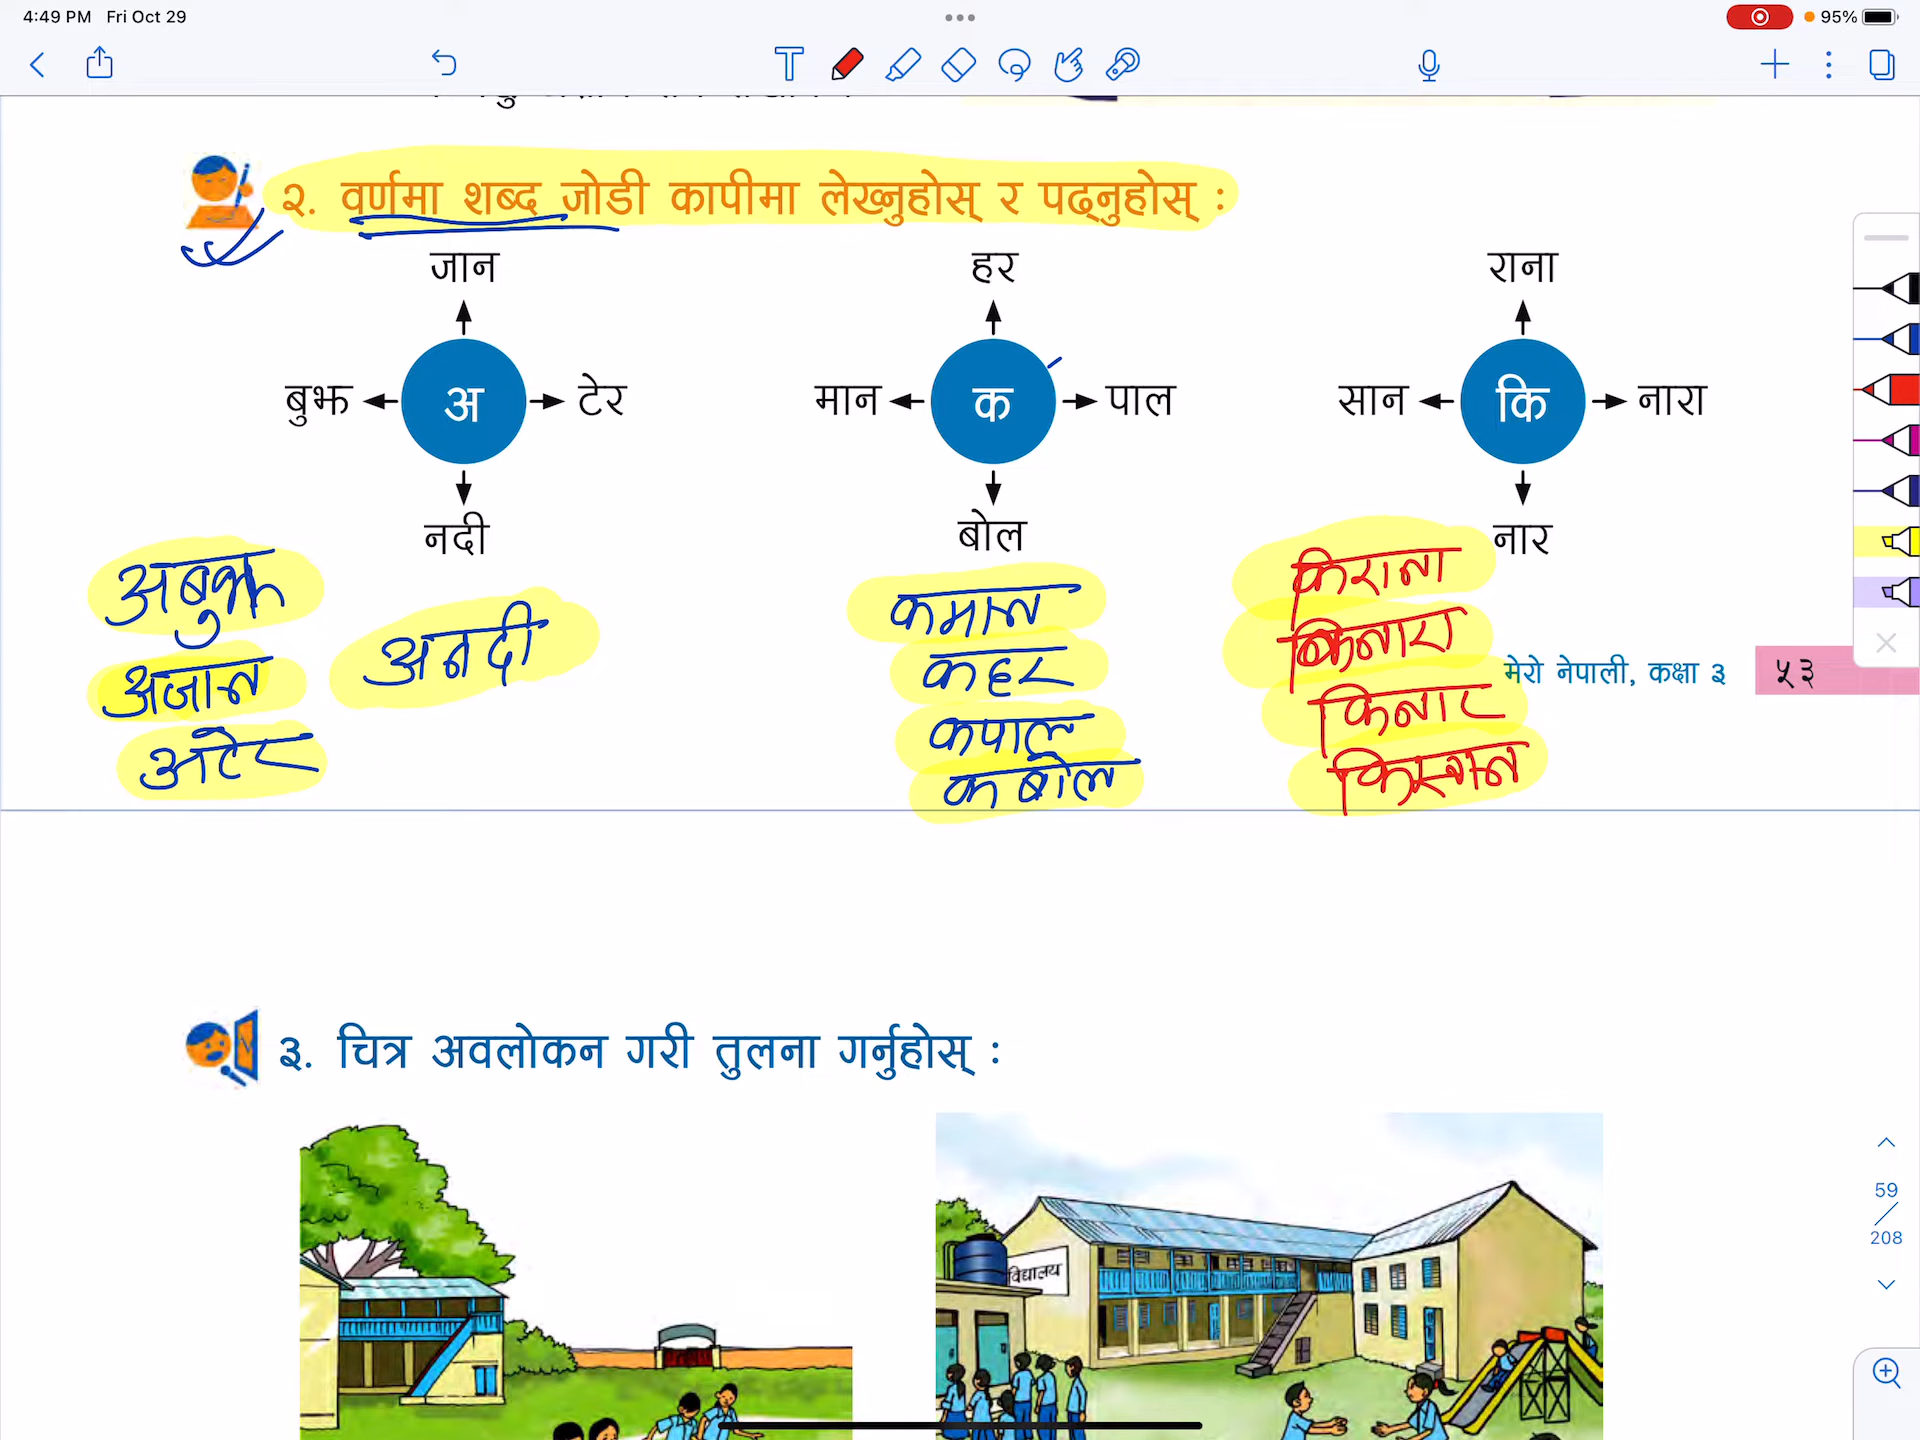 4:49 PM Fri Oct 29
95%
२. वर्णमा शब्द जोडी कापीमा लेख्नुहोस् र पढ्नुहोस् :
जान
हर
राना
बुझ
अ
टेर
मान
क
पाल
सान
कि
नारा
नदी
बोल
नार
अबुझ
अजान
अटेर
अनदी
कमान
कहर
कपाल
कबोल
किराना
किनारा
किनार
किसान
मेरो नेपाली, कक्षा ३
५३
३. चित्र अवलोकन गरी तुलना गर्नुहोस् :
विद्यालय
59
208